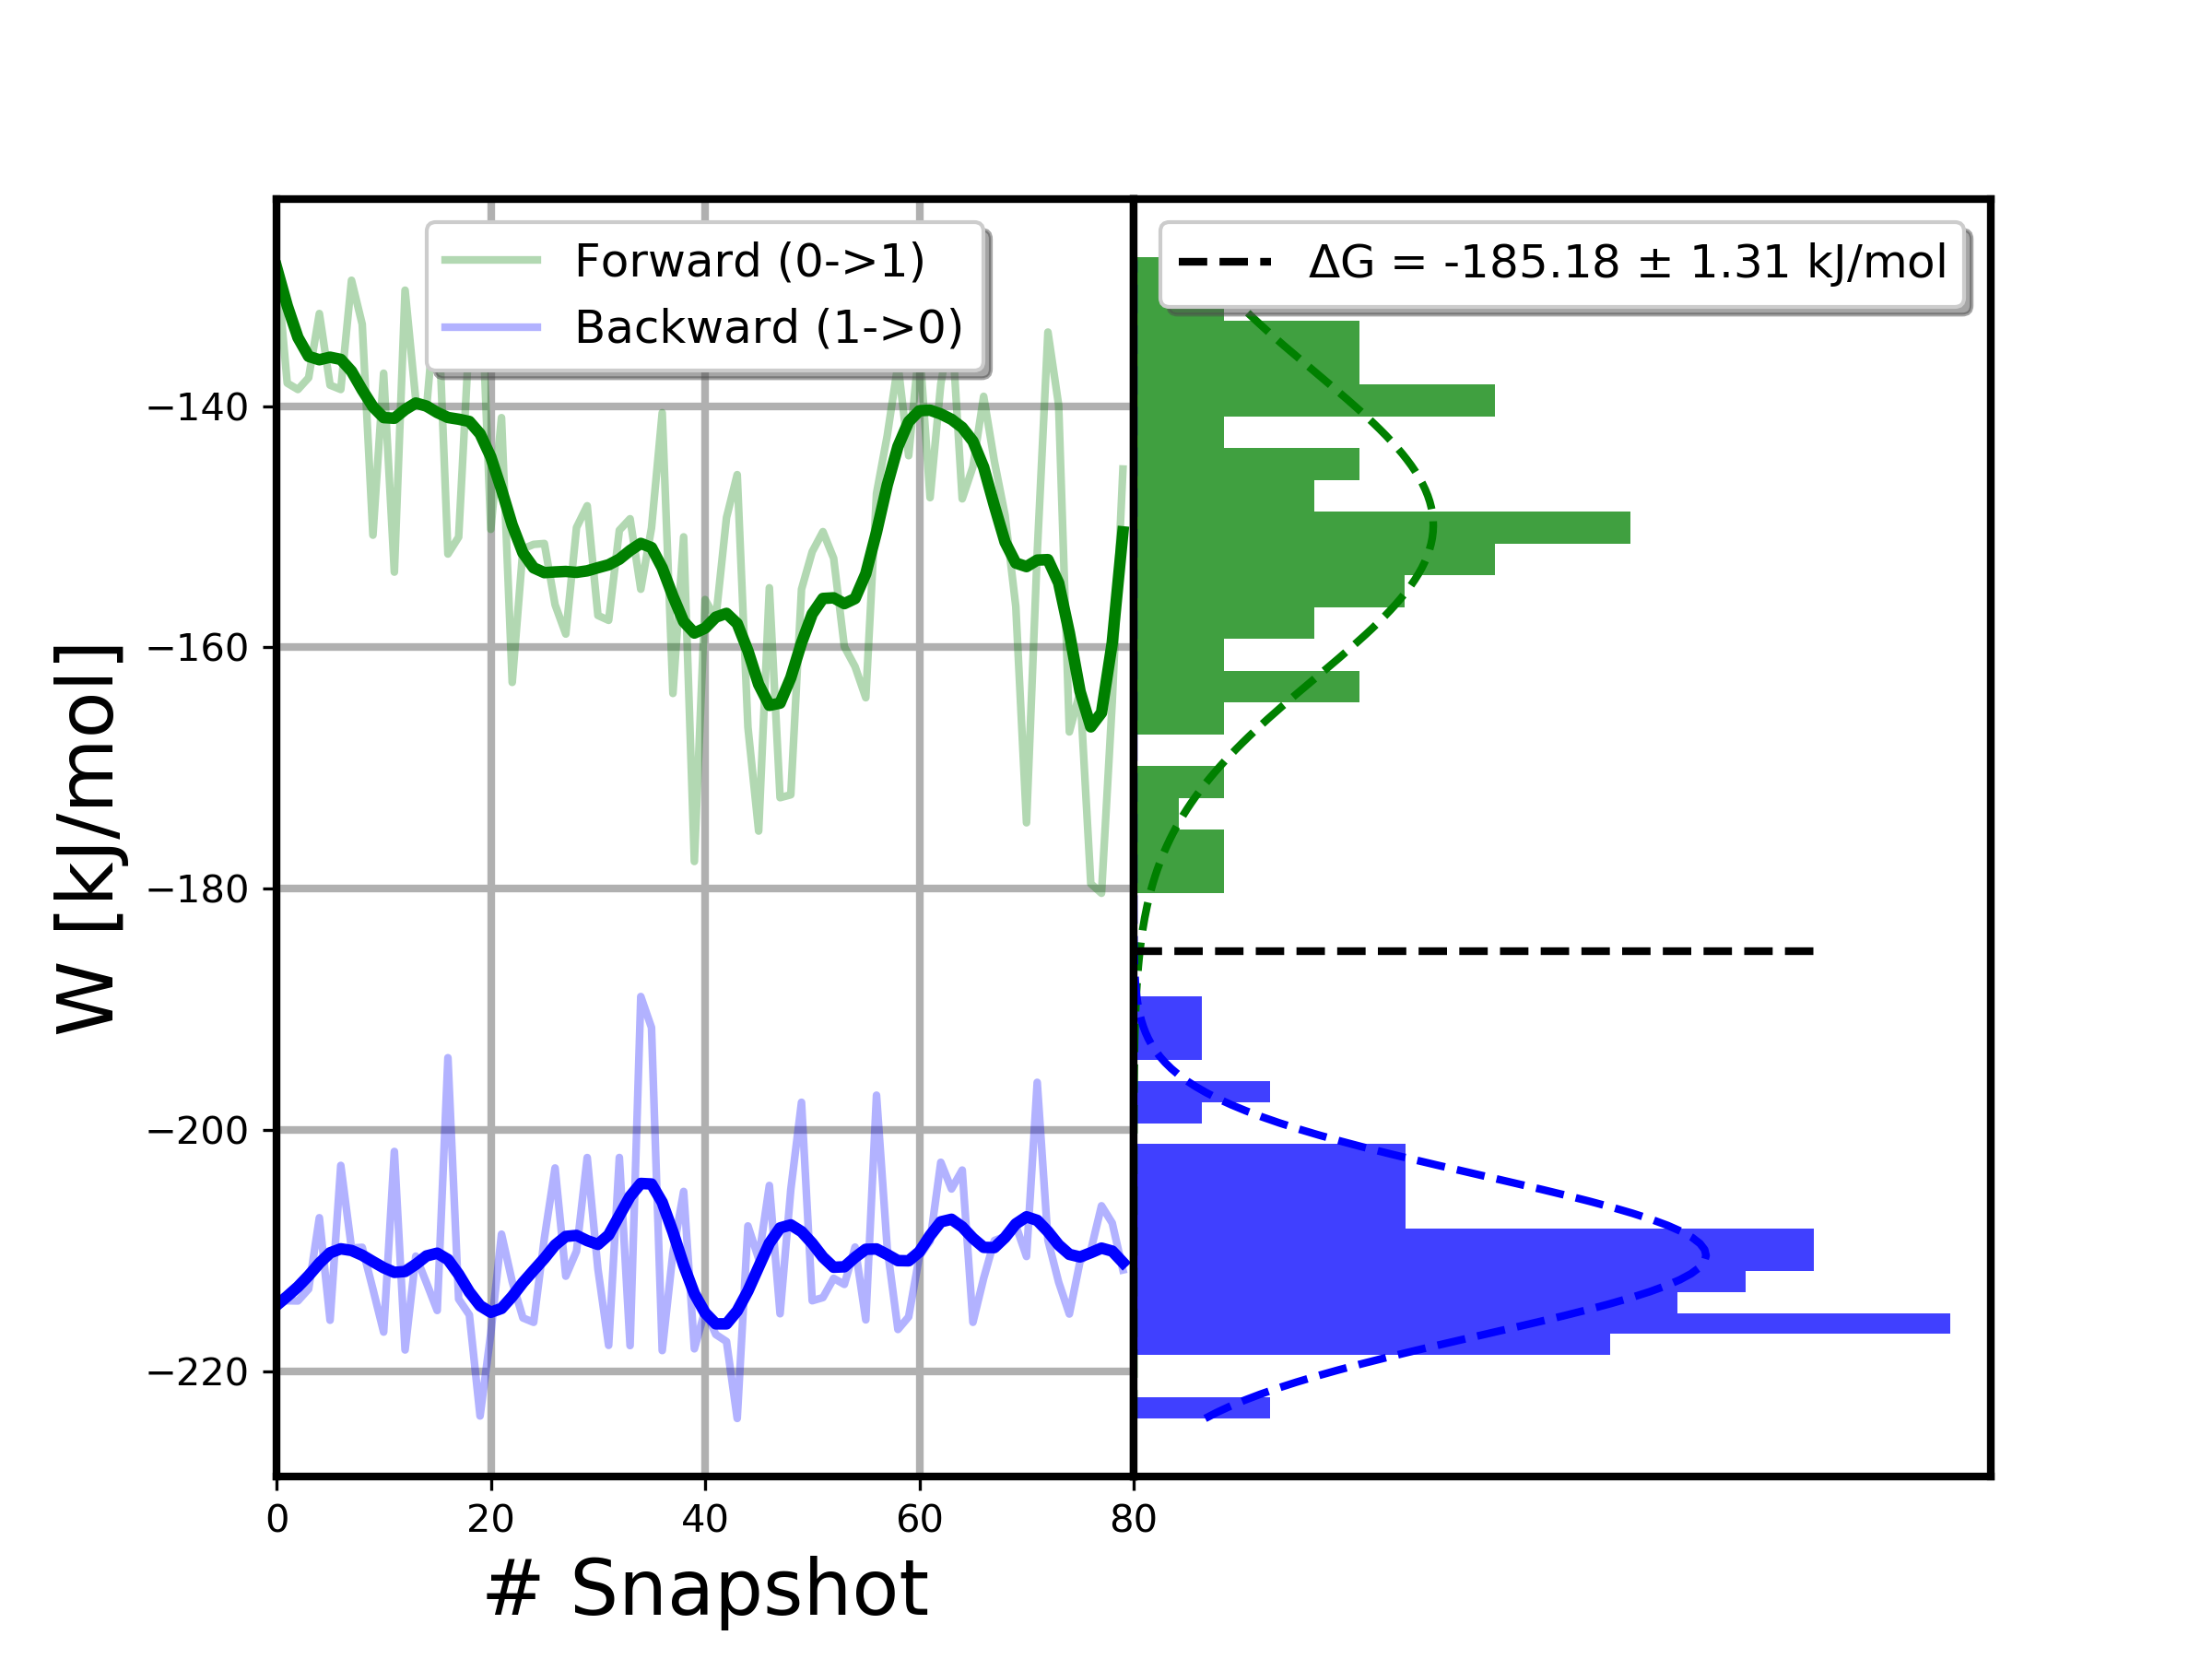 Forward (0->1)
Backward (1->0)
ΔG = -185.18 ± 1.31 kJ/mol
W [kJ/mol]
−140
−160
−180
−200
−220
0 20 40 60 80
# Snapshot